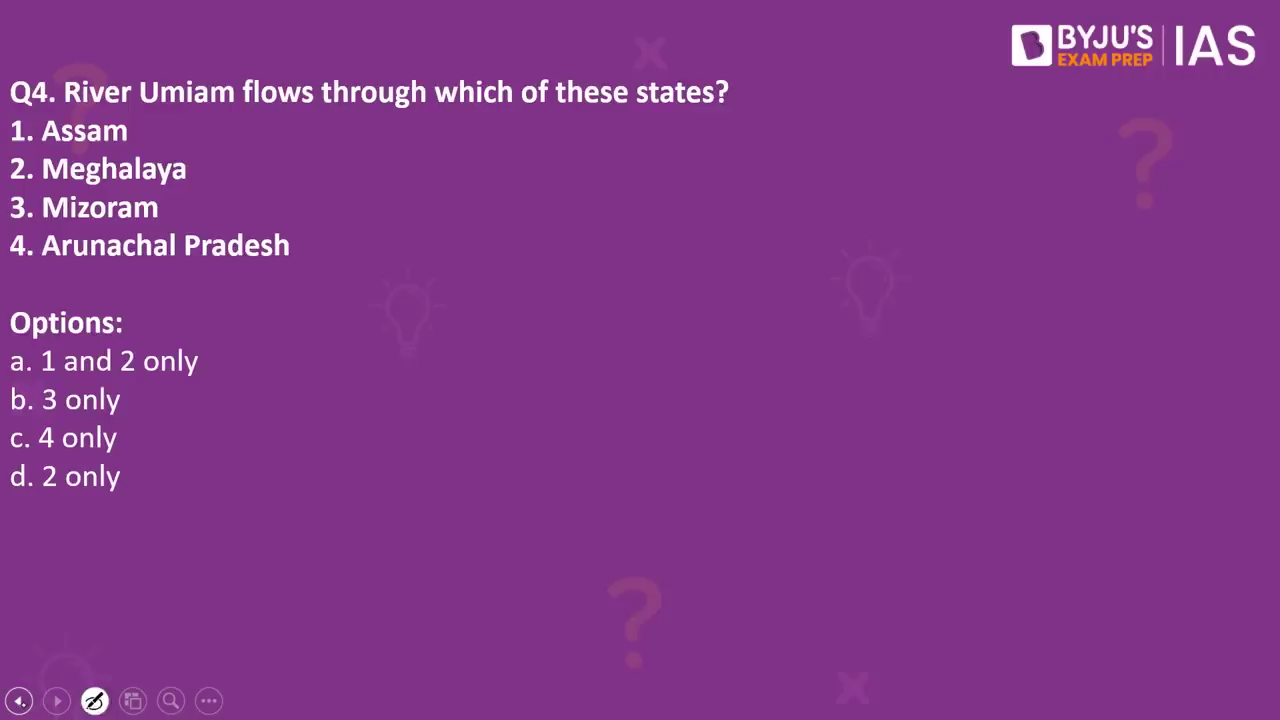 BYJU'S
EXAM PREP
IAS
Q4. River Umiam flows through which of these states?
1. Assam
2. Meghalaya
3. Mizoram
4. Arunachal Pradesh
Options:
a. 1 and 2 only
b. 3 only
c. 4 only
d. 2 only